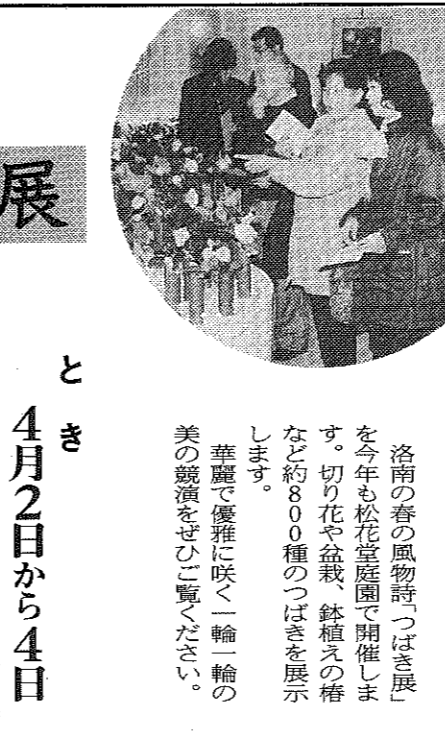 洛南の春の風物詩「つばき展」
を今年も松花堂庭園で開催しま
す。切り花や盆栽、鉢植えの椿
など約800種のつばきを展示
します。
華麗で優雅に咲く一輪一輪の
美の競演をぜひご覧ください。
とき
4月2日から4日
展